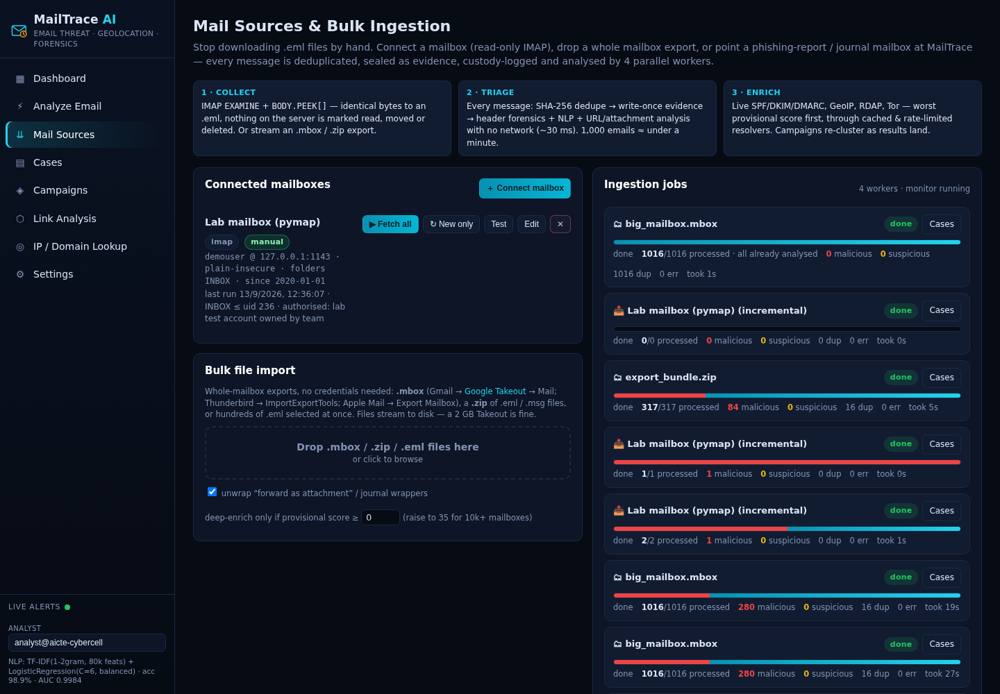 MailTrace AI
EMAIL THREAT · GEOLOCATION ·
FORENSICS
Dashboard
Analyze Email
Mail Sources
Cases
Campaigns
Link Analysis
IP / Domain Lookup
Settings
LIVE ALERTS
ANALYST
analyst@aicte-cybercell
NLP: TF-IDF(1-2gram, 80k feats) +
LogisticRegression(C=6, balanced) · acc
98.9% · AUC 0.9984
Mail Sources & Bulk Ingestion
Stop downloading .eml files by hand. Connect a mailbox (read-only IMAP), drop a whole mailbox export, or point a phishing-report / journal mailbox at MailTrace
— every message is deduplicated, sealed as evidence, custody-logged and analysed by 4 parallel workers.
1 · COLLECT
IMAP EXAMINE + BODY.PEEK[] — identical bytes to an
.eml, nothing on the server is marked read, moved or
deleted. Or stream an .mbox / .zip export.
2 · TRIAGE
Every message: SHA-256 dedupe → write-once evidence
→ header forensics + NLP + URL/attachment analysis
with no network (~30 ms). 1,000 emails ≈ under a
minute.
3 · ENRICH
Live SPF/DKIM/DMARC, GeoIP, RDAP, Tor — worst
provisional score first, through cached & rate-limited
resolvers. Campaigns re-cluster as results land.
Connected mailboxes
+ Connect mailbox
Lab mailbox (pymap)
▶ Fetch all ↻ New only Test Edit ✕
imap manual
demouser @ 127.0.0.1:1143 ·
plain-insecure · folders
INBOX · since 2020-01-01
last run 13/9/2026, 12:36:07 ·
INBOX ≤ uid 236 · authorised: lab
test account owned by team
Bulk file import
Whole-mailbox exports, no credentials needed: .mbox (Gmail → Google Takeout → Mail;
Thunderbird → ImportExportTools; Apple Mail → Export Mailbox), a .zip of .eml / .msg files,
or hundreds of .eml selected at once. Files stream to disk — a 2 GB Takeout is fine.
Drop .mbox / .zip / .eml files here
or click to browse
unwrap “forward as attachment” / journal wrappers
deep-enrich only if provisional score ≥ 0 (raise to 35 for 10k+ mailboxes)
Ingestion jobs
4 workers · monitor running
big_mailbox.mbox done Cases
done 1016/1016 processed · all already analysed 0 malicious 0 suspicious
1016 dup 0 err took 1s
Lab mailbox (pymap) (incremental) done Cases
done 0/0 processed 0 malicious 0 suspicious 0 dup 0 err took 0s
export_bundle.zip done Cases
done 317/317 processed 84 malicious 0 suspicious 16 dup 0 err took 5s
Lab mailbox (pymap) (incremental) done Cases
done 1/1 processed 1 malicious 0 suspicious 0 dup 0 err took 0s
Lab mailbox (pymap) (incremental) done Cases
done 2/2 processed 1 malicious 0 suspicious 0 dup 0 err took 1s
big_mailbox.mbox done Cases
done 1016/1016 processed 280 malicious 0 suspicious 16 dup 0 err took 19s
big_mailbox.mbox done Cases
done 1016/1016 processed 280 malicious 0 suspicious 16 dup 0 err took 27s